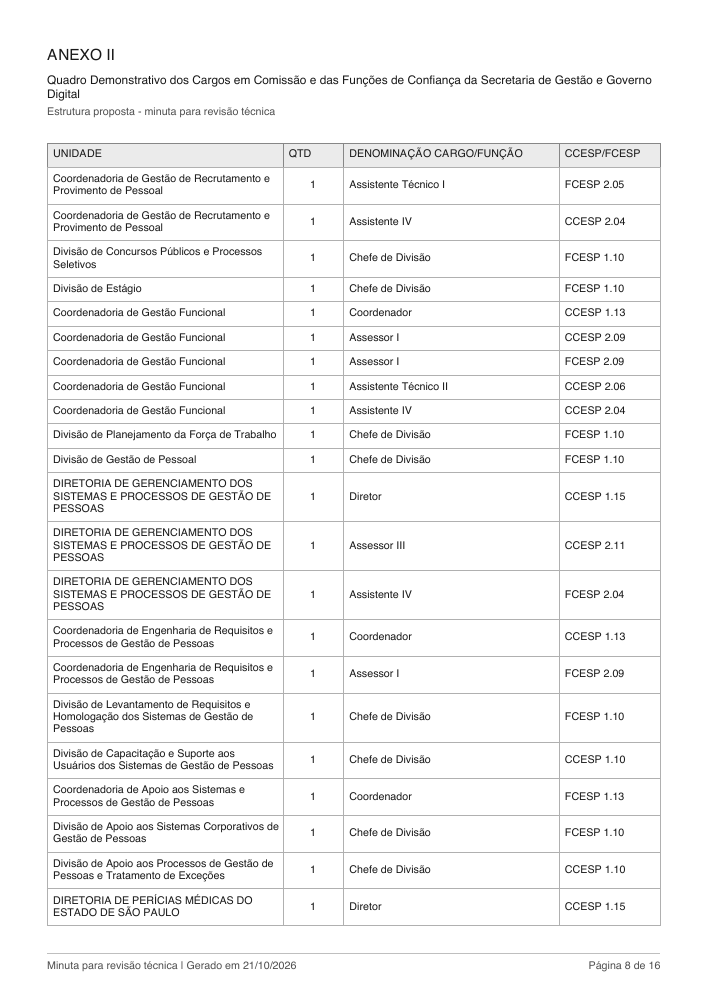 ANEXO II
Quadro Demonstrativo dos Cargos em Comissão e das Funções de Confiança da Secretaria de Gestão e Governo
Digital
Estrutura proposta - minuta para revisão técnica
UNIDADE QTD DENOMINAÇÃO CARGO/FUNÇÃO CCESP/FCESP
Coordenadoria de Gestão de Recrutamento e
Provimento de Pessoal 1 Assistente Técnico I FCESP 2.05
Coordenadoria de Gestão de Recrutamento e
Provimento de Pessoal 1 Assistente IV CCESP 2.04
Divisão de Concursos Públicos e Processos
Seletivos 1 Chefe de Divisão FCESP 1.10
Divisão de Estágio 1 Chefe de Divisão FCESP 1.10
Coordenadoria de Gestão Funcional 1 Coordenador CCESP 1.13
Coordenadoria de Gestão Funcional 1 Assessor I CCESP 2.09
Coordenadoria de Gestão Funcional 1 Assessor I FCESP 2.09
Coordenadoria de Gestão Funcional 1 Assistente Técnico II CCESP 2.06
Coordenadoria de Gestão Funcional 1 Assistente IV CCESP 2.04
Divisão de Planejamento da Força de Trabalho 1 Chefe de Divisão FCESP 1.10
Divisão de Gestão de Pessoal 1 Chefe de Divisão FCESP 1.10
DIRETORIA DE GERENCIAMENTO DOS
SISTEMAS E PROCESSOS DE GESTÃO DE
PESSOAS 1 Diretor CCESP 1.15
DIRETORIA DE GERENCIAMENTO DOS
SISTEMAS E PROCESSOS DE GESTÃO DE
PESSOAS 1 Assessor III CCESP 2.11
DIRETORIA DE GERENCIAMENTO DOS
SISTEMAS E PROCESSOS DE GESTÃO DE
PESSOAS 1 Assistente IV FCESP 2.04
Coordenadoria de Engenharia de Requisitos e
Processos de Gestão de Pessoas 1 Coordenador CCESP 1.13
Coordenadoria de Engenharia de Requisitos e
Processos de Gestão de Pessoas 1 Assessor I FCESP 2.09
Divisão de Levantamento de Requisitos e
Homologação dos Sistemas de Gestão de
Pessoas 1 Chefe de Divisão FCESP 1.10
Divisão de Capacitação e Suporte aos
Usuários dos Sistemas de Gestão de Pessoas 1 Chefe de Divisão CCESP 1.10
Coordenadoria de Apoio aos Sistemas e
Processos de Gestão de Pessoas 1 Coordenador FCESP 1.13
Divisão de Apoio aos Sistemas Corporativos de
Gestão de Pessoas 1 Chefe de Divisão FCESP 1.10
Divisão de Apoio aos Processos de Gestão de
Pessoas e Tratamento de Exceções 1 Chefe de Divisão CCESP 1.10
DIRETORIA DE PERÍCIAS MÉDICAS DO
ESTADO DE SÃO PAULO 1 Diretor CCESP 1.15
Minuta para revisão técnica | Gerado em 21/10/2026 Página 8 de 16